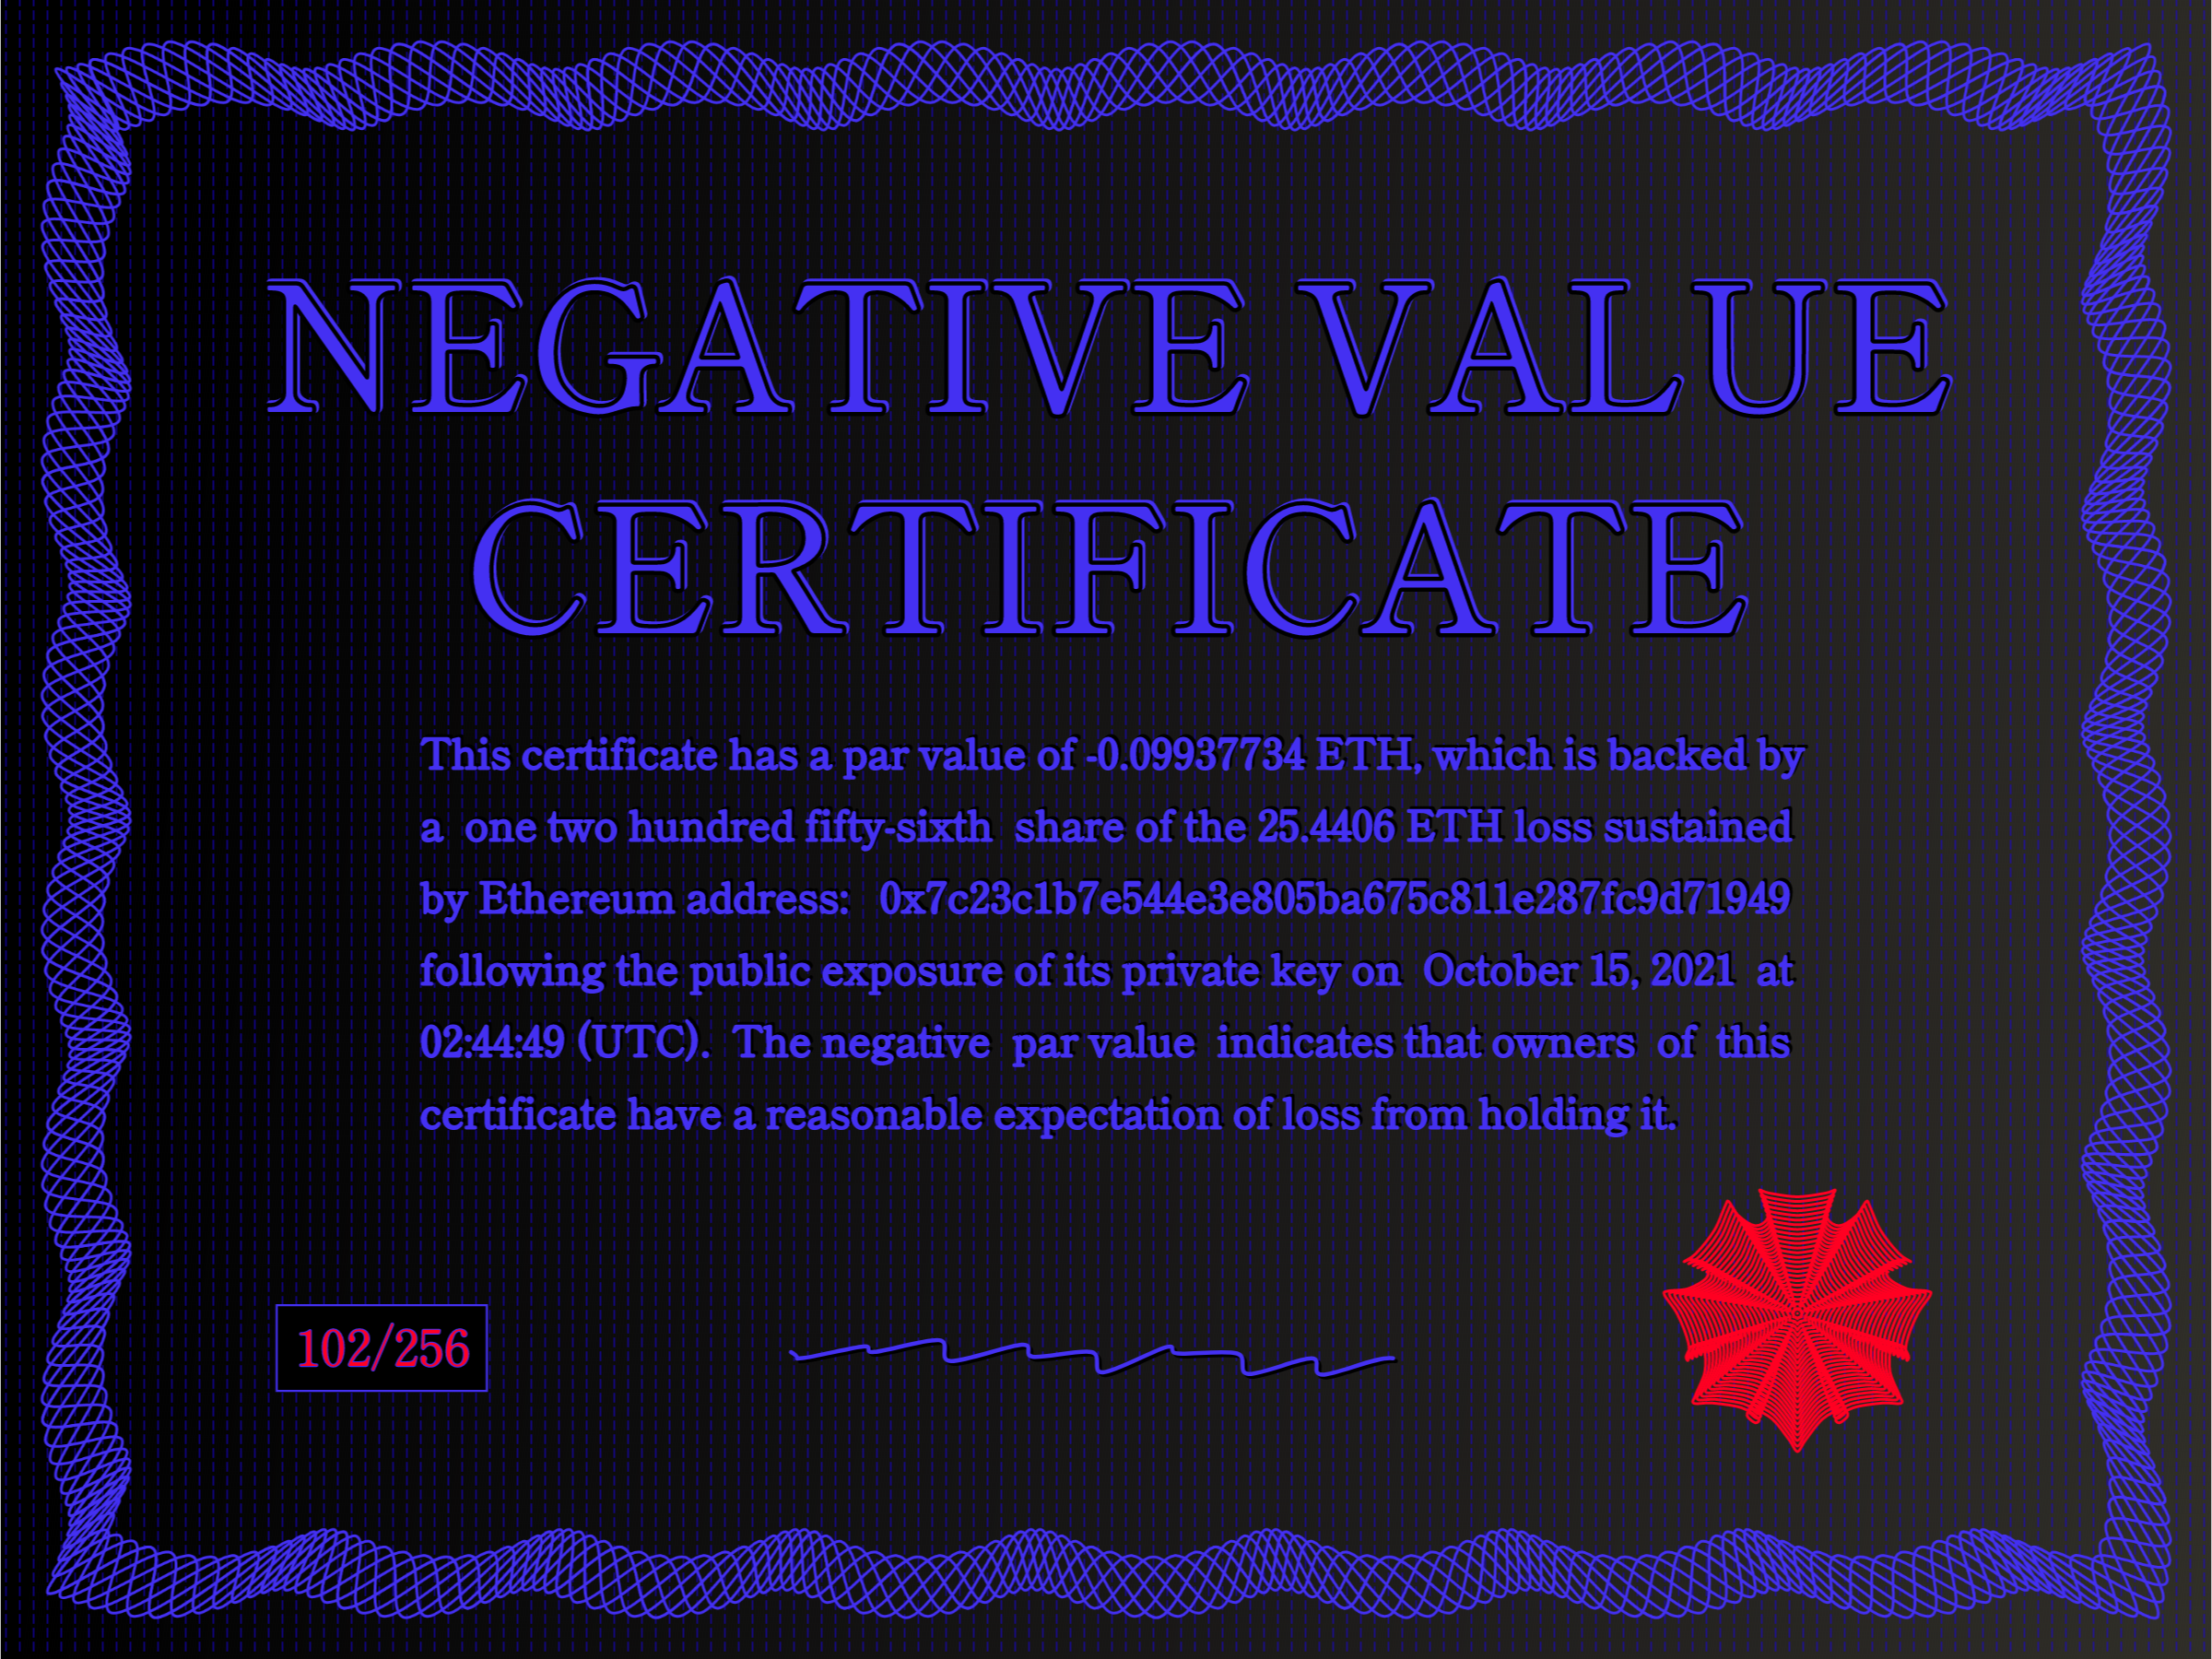 NEGATIVE VALUE
CERTIFICATE
This certificate has a par value of -0.09937734 ETH, which is backed by
a one two hundred fifty-sixth share of the 25.4406 ETH loss sustained
by Ethereum address: 0x7c23c1b7e544e3e805ba675c811e287fc9d71949
following the public exposure of its private key on October 15, 2021 at
02:44:49 (UTC). The negative par value indicates that owners of this
certificate have a reasonable expectation of loss from holding it.
102/256